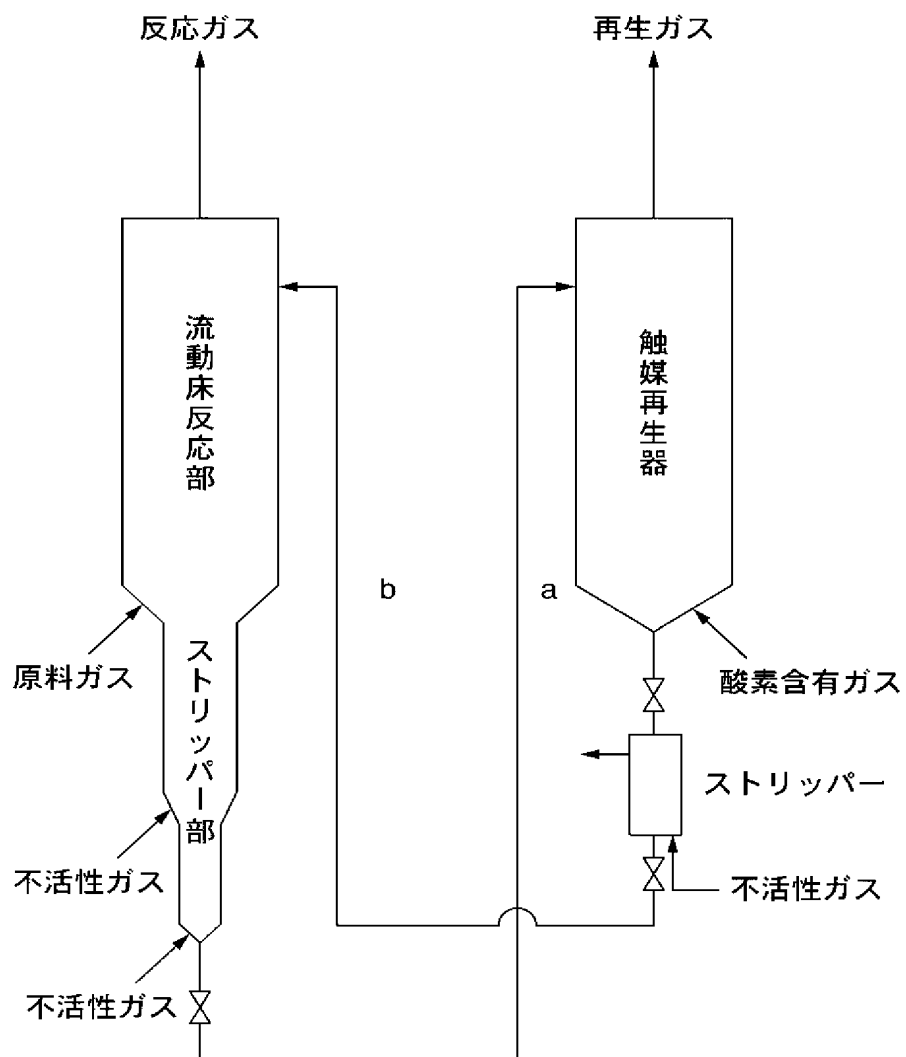 反応ガス
再生ガス
流動床反応部
触媒再生器
b
a
原料ガス
ストリッパー部
酸素含有ガス
ストリッパー
不活性ガス
不活性ガス
不活性ガス